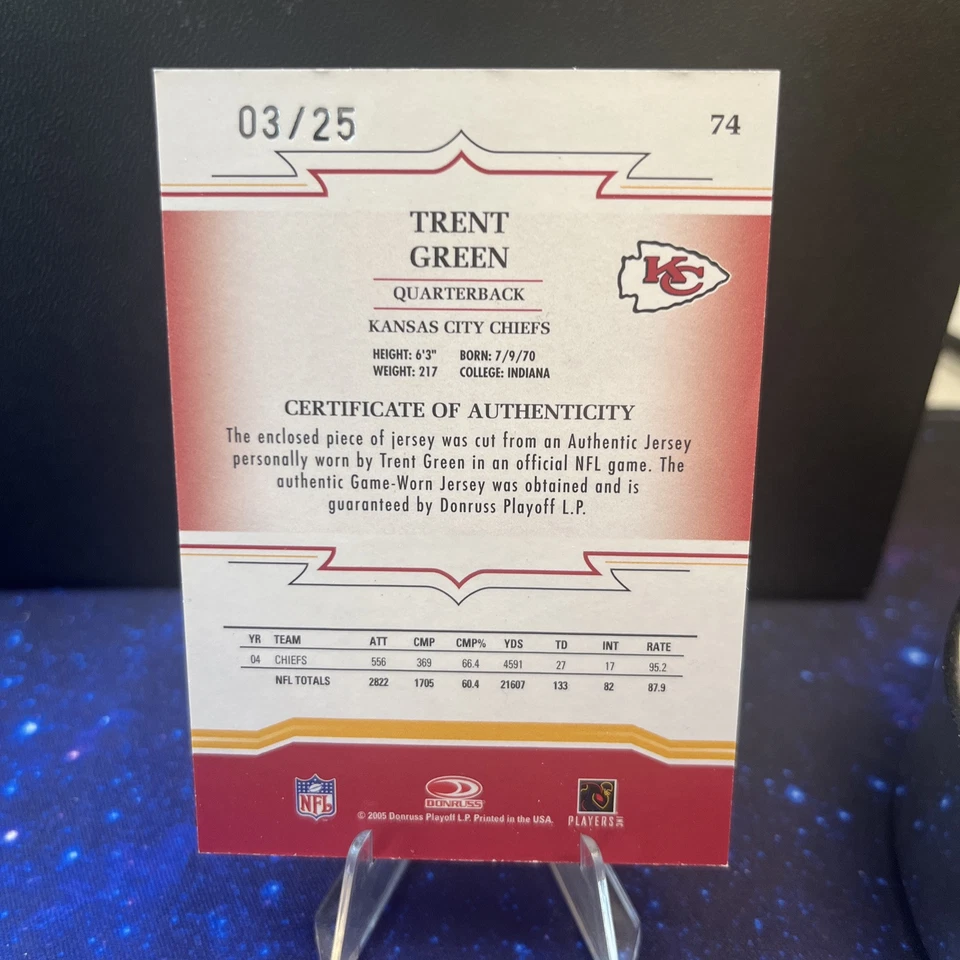 03/25
74
TRENT
GREEN
KC
QUARTERBACK
KANSAS CITY CHIEFS
HEIGHT: 6'3" BORN: 7/9/70
WEIGHT: 217 COLLEGE: INDIANA
CERTIFICATE OF AUTHENTICITY
The enclosed piece of jersey was cut from an Authentic Jersey
personally worn by Trent Green in an official NFL game. The
authentic Game-Worn Jersey was obtained and is
guaranteed by Donruss Playoff L.P.
YR TEAM ATT CMP CMP% YDS TD INT RATE
04 CHIEFS 556 369 66.4 4591 27 17 95.2
NFL TOTALS 2822 1705 60.4 21607 133 82 87.9
NFL
DONRUSS
PLAYERS
© 2005 Donruss Playoff L.P. Printed in the USA.